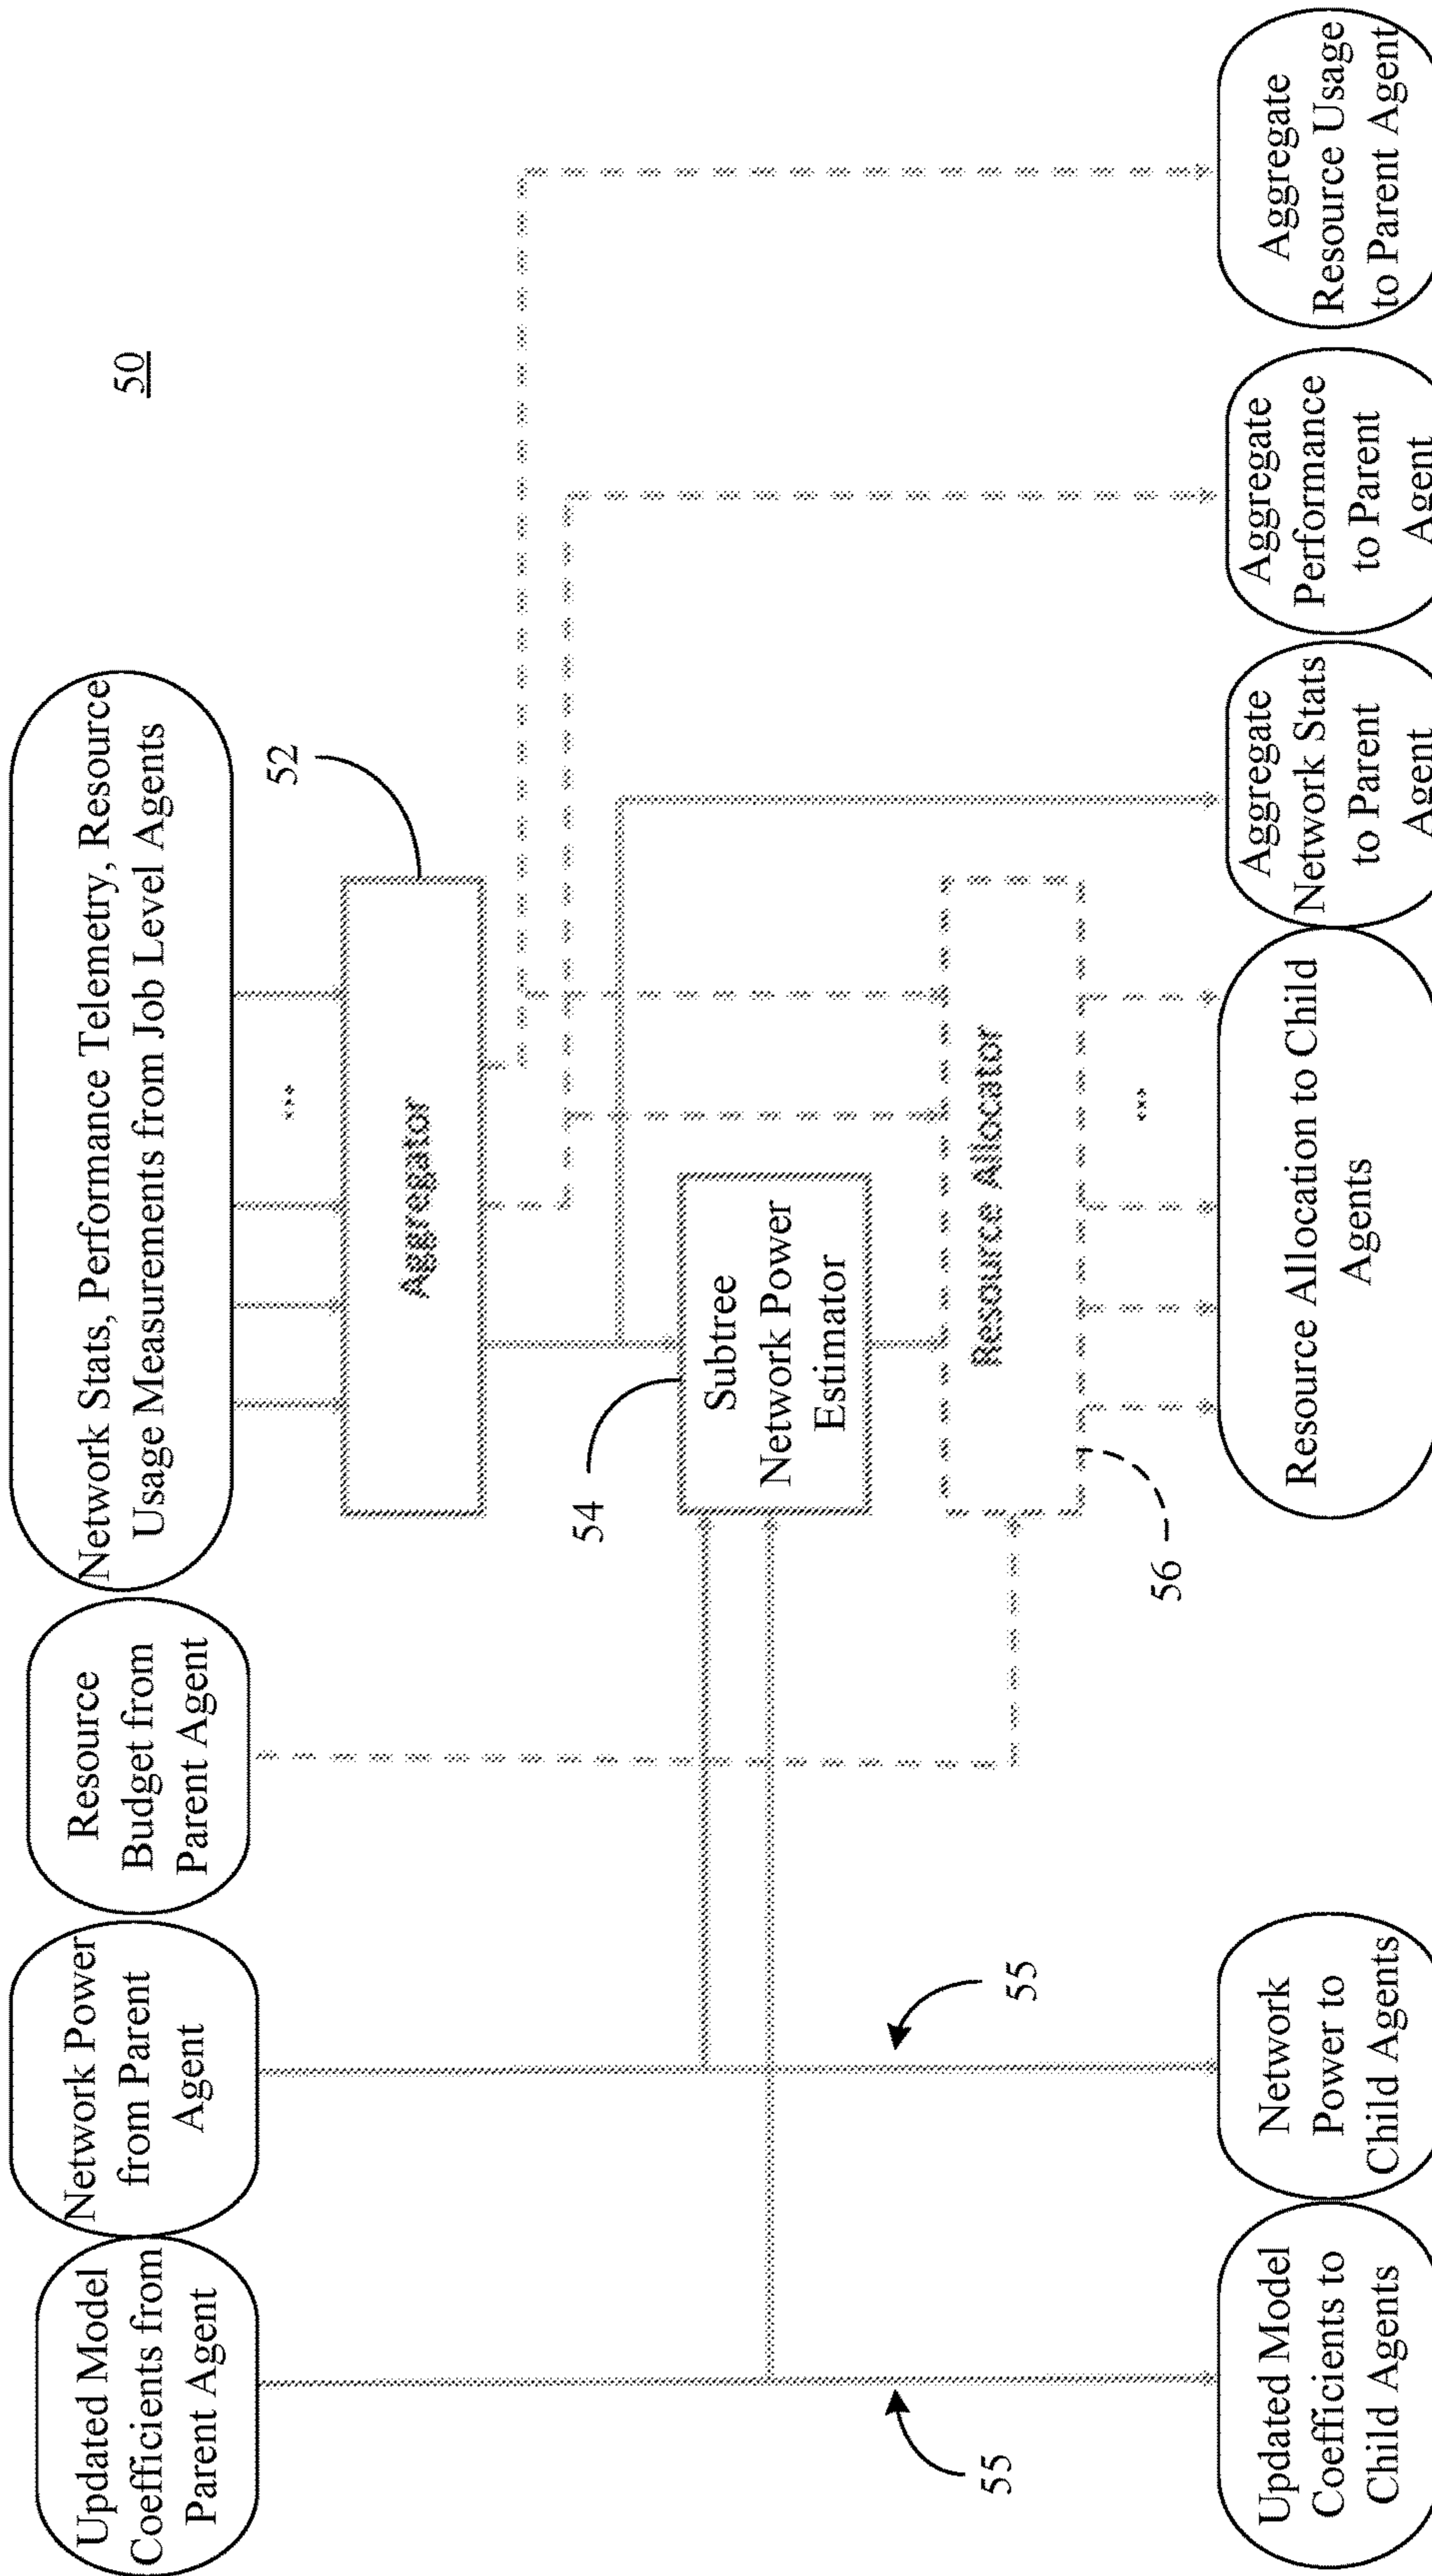 50
Updated Model
Coefficients from
Parent Agent
Network Power
from Parent
Agent
Resource
Budget from
Parent Agent
Network Stats, Performance Telemetry, Resource
Usage Measurements from Job Level Agents
...
52
Aggregator
54
Subtree
Network Power
Estimator
Resource Allocator
56
55
55
...
Updated Model
Coefficients to
Child Agents
Network
Power to
Child Agents
Resource Allocation to Child
Agents
Aggregate
Network Stats
to Parent
Agent
Aggregate
Performance
to Parent
Agent
Aggregate
Resource Usage
to Parent Agent